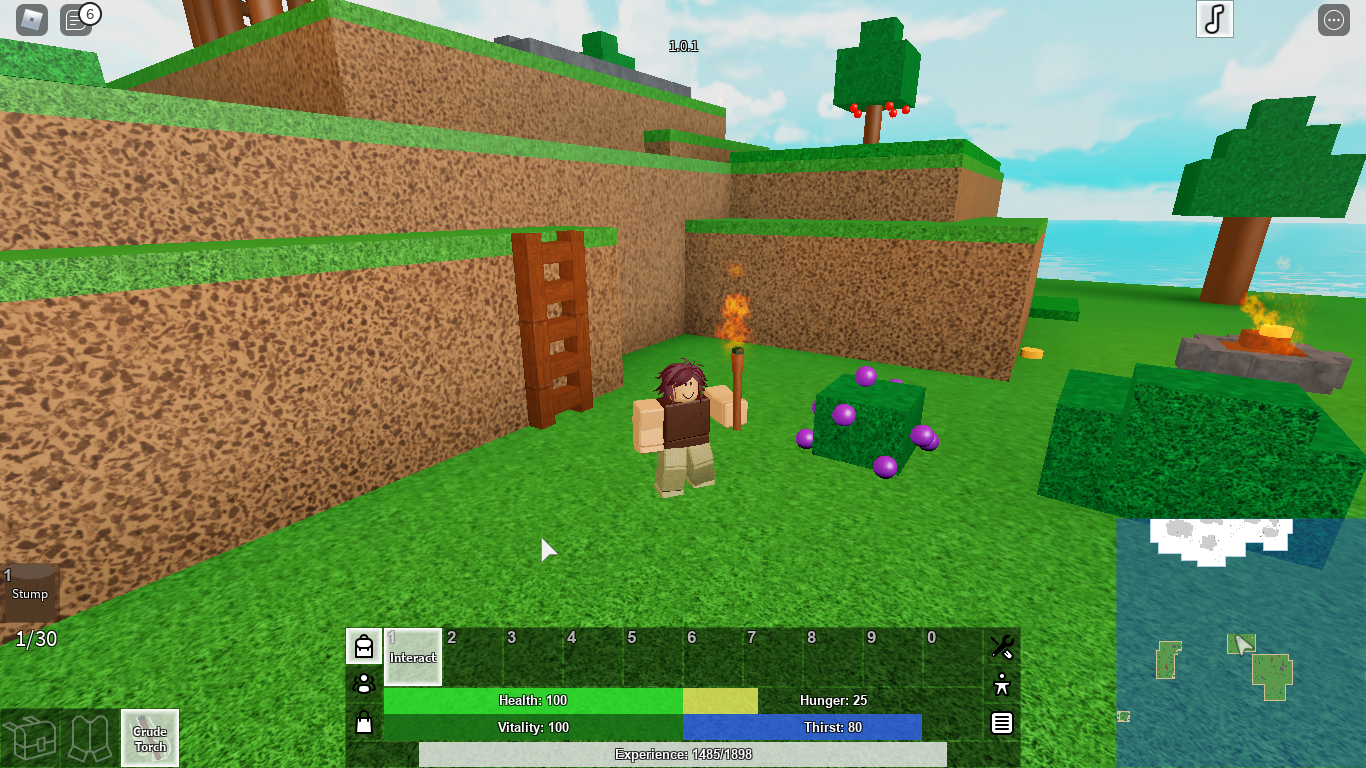 6
1.0.1
1
Stump
1/30
1 2 3 4 5 6 7 8 9 0
Interact
Health: 100 Hunger: 25
Vitality: 100 Thirst: 80
Crude
Torch
Experience: 1485/1898